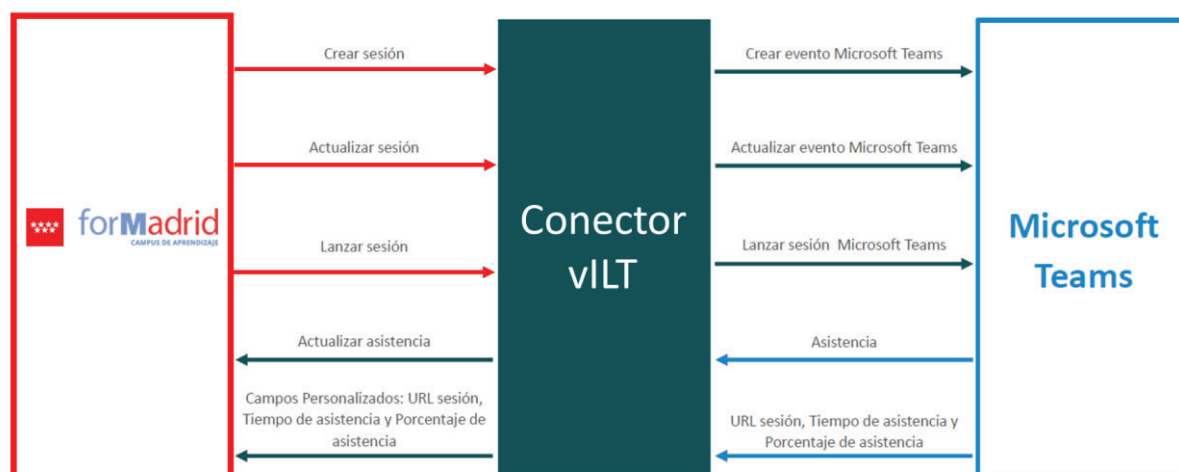 Crear sesión
Crear evento Microsoft Teams
Actualizar sesión
Actualizar evento Microsoft Teams
forMadrid
CAMPUS DE APRENDIZAJE
Conector
vILT
Microsoft
Teams
Lanzar sesión
Lanzar sesión Microsoft Teams
Actualizar asistencia
Asistencia
Campos Personalizados: URL sesión,
Tiempo de asistencia y Porcentaje de
asistencia
URL sesión, Tiempo de asistencia y
Porcentaje de asistencia